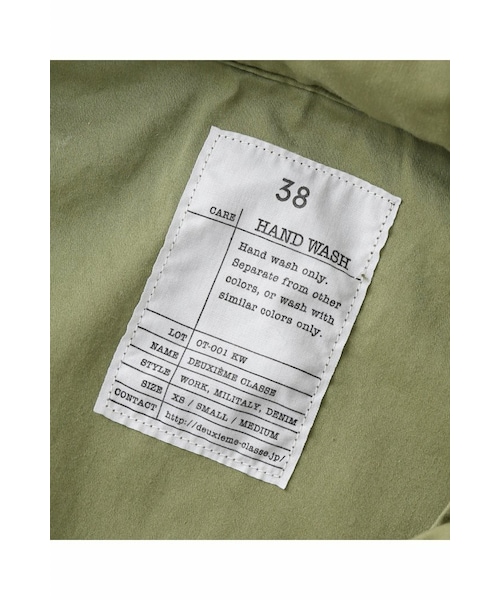 38
CARE HAND WASH
Hand wash only.
Separate from other
colors, or wash with
similar colors only.
LOT OT-001 KW
NAME DEUXIÈME CLASSE
STYLE WORK, MILITALY, DENIM
SIZE XS / SMALL / MEDIUM
CONTACT http://deuxieme-classe.jp/